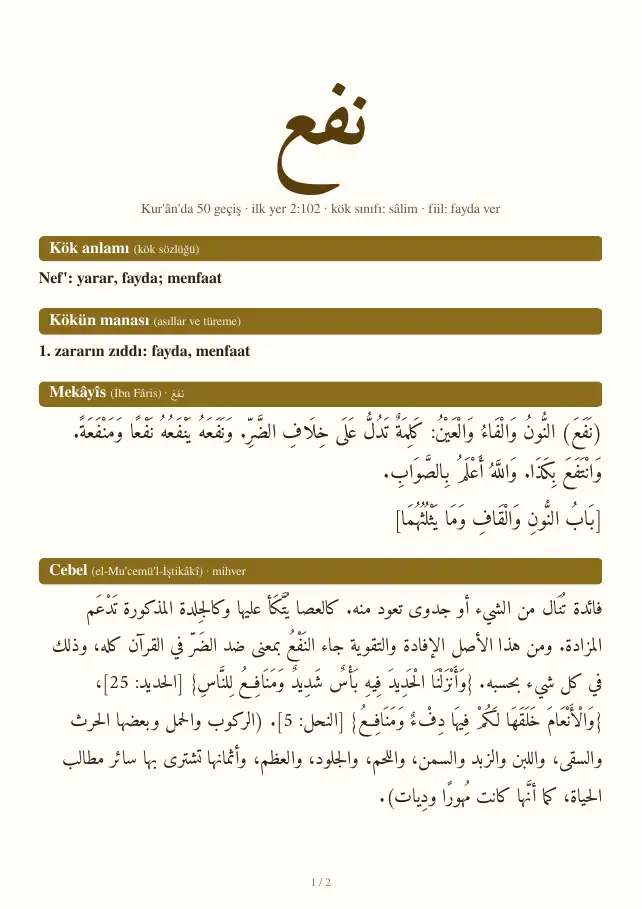 نفع
Kur'ân'da 50 geçiş · ilk yer 2:102 · kök sınıfı: sâlim · fiil: fayda ver
Kök anlamı (kök sözlüğü)
Nef': yarar, fayda; menfaat
Kökün manası (asıllar ve türeme)
1. zararın zıddı: fayda, menfaat
Mekâyîs (İbn Fâris) · نَفَعَ
(نَفَعَ) النُّونُ وَالْفَاءُ وَالْعَيْنُ: كَلِمَةٌ تَدُلُّ عَلَى خِلَافِ الضَّرِّ. وَنَفَعَهُ يَنْفَعُهُ نَفْعًا وَمَنْفَعَةً.
وَانْتَفَعَ بِكَذَا. وَاللَّهُ أَعْلَمُ بِالصَّوَابِ.
[بَابُ النُّونِ وَالْقَافِ وَمَا يَثْلُثُهُمَا]
Cebel (el-Mu'cemü'l-İştikâkî) · mihver
فائدة تُنَال من الشيء أو جدوى تعود منه. كالعصا يُتَّكَأ عليها وكالجِلدة المذكورة تَدْعَم
المزادة. ومن هذا الأصل الإفادة والتقوية جاء النَفْعُ بمعنى ضد الضَرّ في القرآن كله، وذلك
في كل شيء بحسبه. {وَأَنْزَلْنَا الْحَدِيدَ فِيهِ بَأْسٌ شَدِيدٌ وَمَنَافِعُ لِلنَّاسِ} [الحديد: 25]،
{وَالْأَنْعَامَ خَلَقَهَا لَكُمْ فِيهَا دِفْءٌ وَمَنَافِعُ} [النحل: 5]. (الركوب والحمل وبعضها الحرث
والسقى، واللبن والزبد والسمن، واللحم، والجلود، والعظم، وأثمانها تشترى بها سائر مطالب
الحياة، كما أنَّها كانت مُهورًا ودِيات).
1 / 2